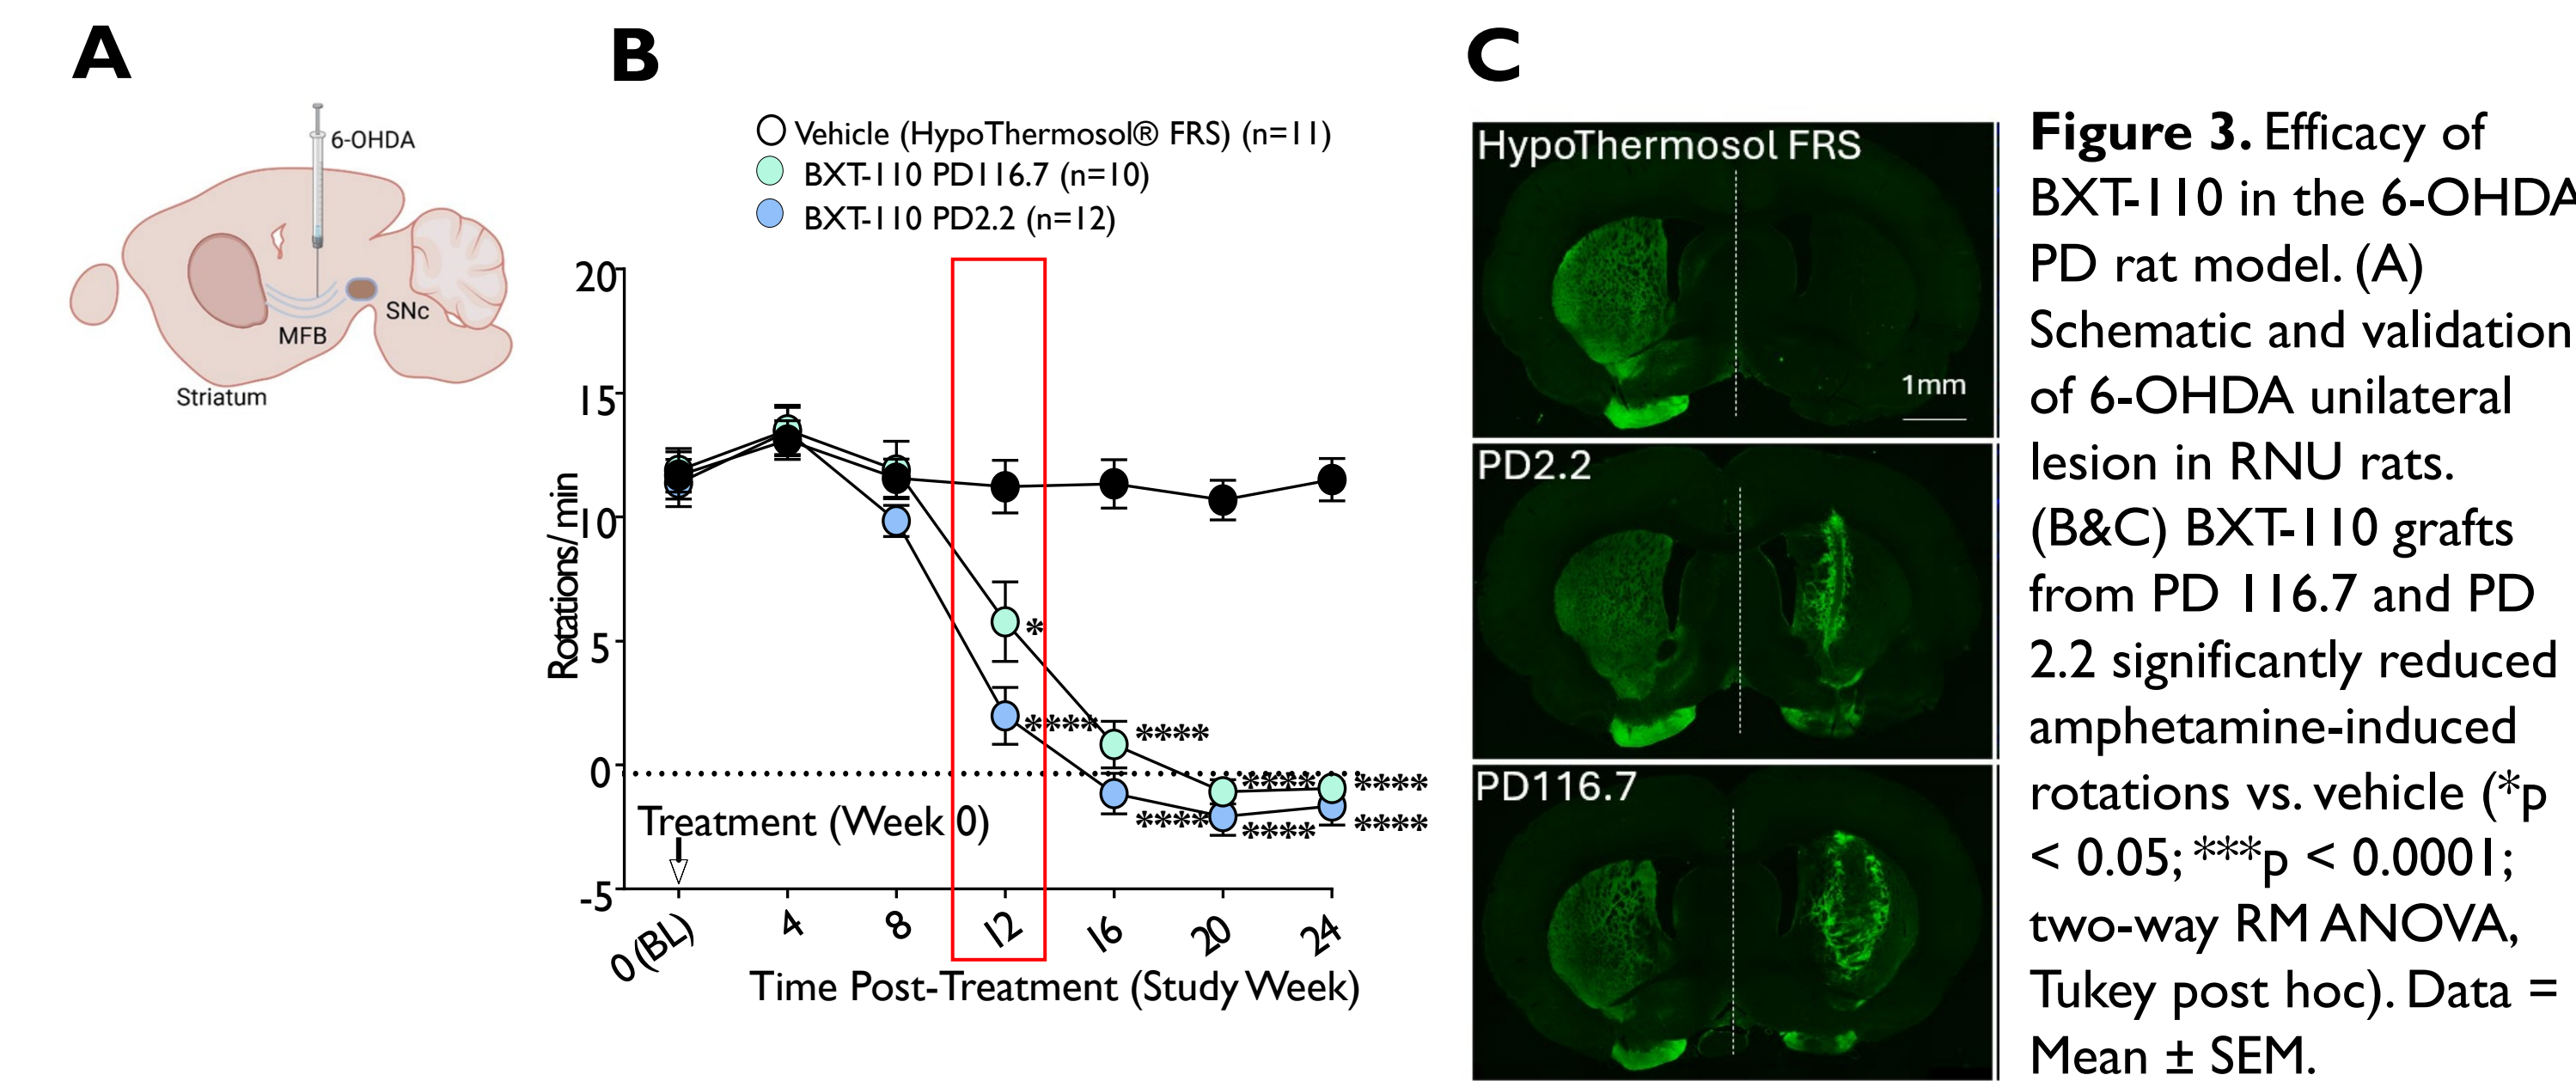 A
6-OHDA
SNc
MFB
Striatum
B
Vehicle (HypoThermosol® FRS) (n=11)
BXT-110 PD116.7 (n=10)
BXT-110 PD2.2 (n=12)
20
15
10
5
0
-5
Rotations/min
*
****
****
****
****
****
****
****
Treatment (Week 0)
0 (BL)
4
8
12
16
20
24
Time Post-Treatment (Study Week)
C
HypoThermosol FRS
1mm
PD2.2
PD116.7
Figure 3. Efficacy of
BXT-110 in the 6-OHDA
PD rat model. (A)
Schematic and validation
of 6-OHDA unilateral
lesion in RNU rats.
(B&C) BXT-110 grafts
from PD 116.7 and PD
2.2 significantly reduced
amphetamine-induced
rotations vs. vehicle (*p
< 0.05; ***p < 0.0001;
two-way RM ANOVA,
Tukey post hoc). Data =
Mean ± SEM.